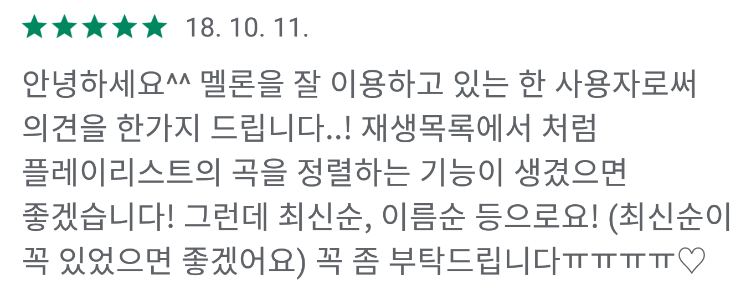 ★★★★★ 18. 10. 11.
안녕하세요^^ 멜론을 잘 이용하고 있는 한 사용자로써
의견을 한가지 드립니다..! 재생목록에서 처럼
플레이리스트의 곡을 정렬하는 기능이 생겼으면
좋겠습니다! 그런데 최신순, 이름순 등으로요! (최신순이
꼭 있었으면 좋겠어요) 꼭 좀 부탁드립니다ㅠㅠㅠㅠ♡